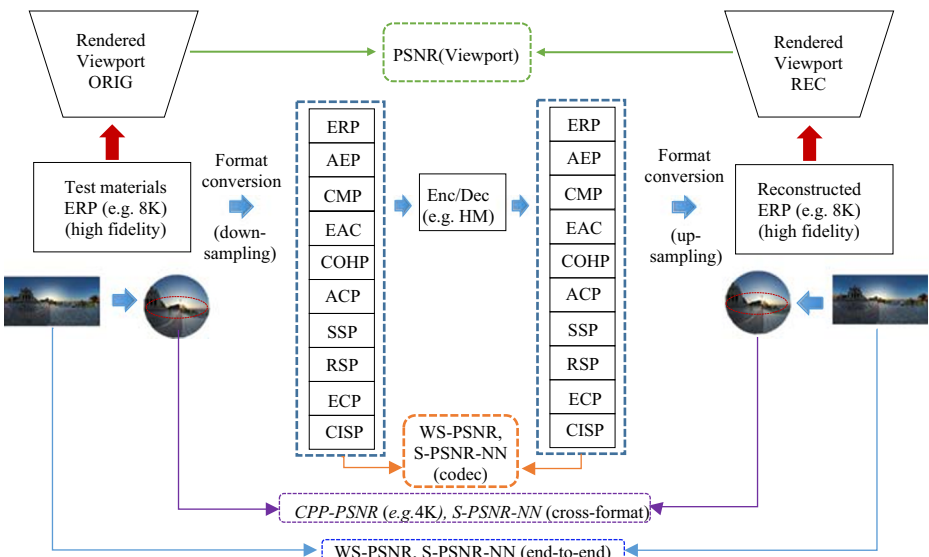 Rendered
Viewport
ORIG
PSNR(Viewport)
Rendered
Viewport
REC
Test materials
ERP (e.g. 8K)
(high fidelity)
Format
conversion
(down-
sampling)
ERP
AEP
CMP
EAC
COHP
ACP
SSP
RSP
ECP
CISP
Enc/Dec
(e.g. HM)
ERP
AEP
CMP
EAC
COHP
ACP
SSP
RSP
ECP
CISP
Format
conversion
(up-
sampling)
Reconstructed
ERP (e.g. 8K)
(high fidelity)
WS-PSNR,
S-PSNR-NN
(codec)
CPP-PSNR (e.g.4K), S-PSNR-NN (cross-format)
WS-PSNR, S-PSNR-NN (end-to-end)